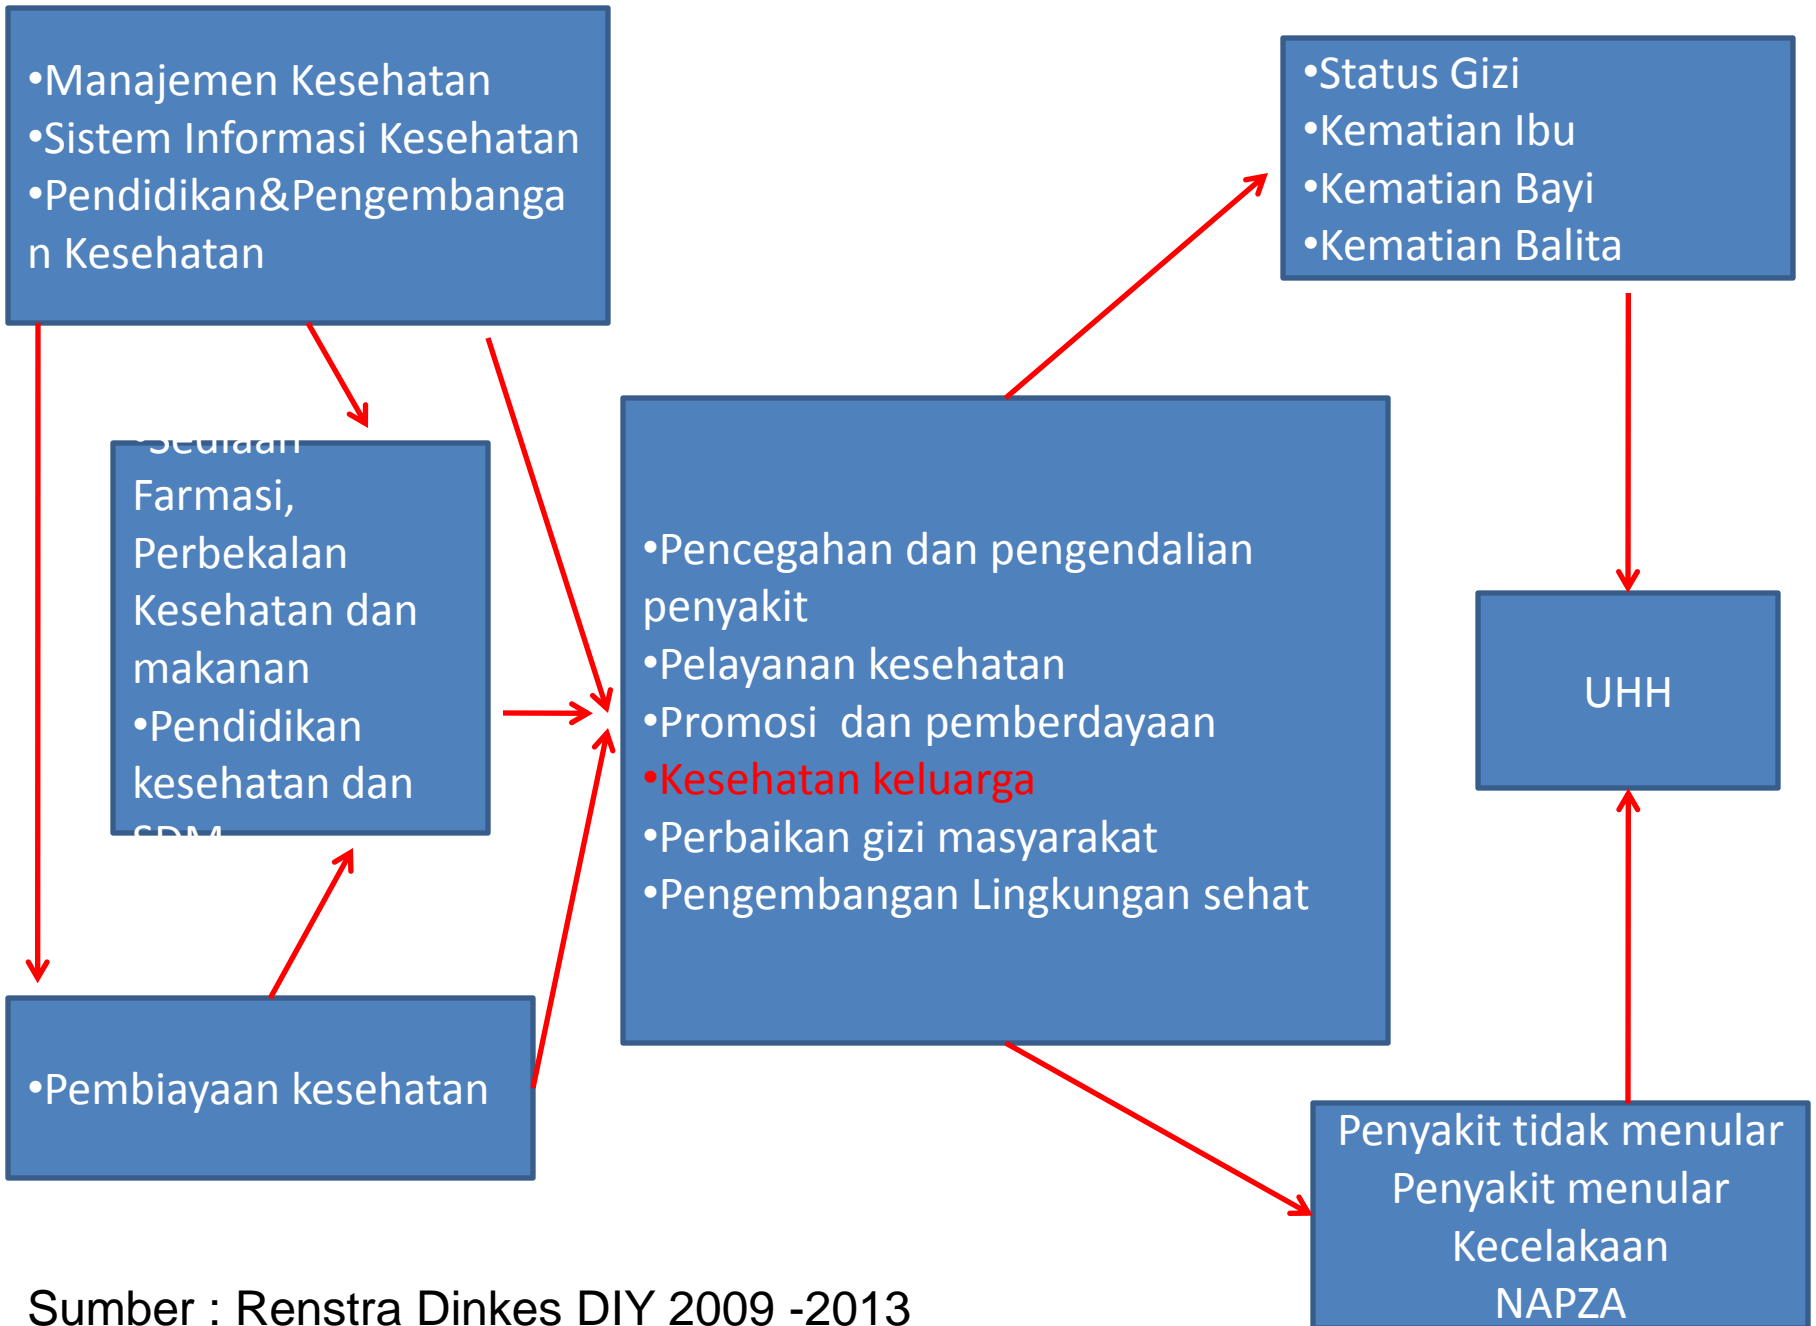 •Manajemen Kesehatan
•Sistem Informasi Kesehatan
•Pendidikan&Pengembanga
n Kesehatan
•Status Gizi
•Kematian Ibu
•Kematian Bayi
•Kematian Balita
•Sediaan
Farmasi,
Perbekalan
Kesehatan dan
makanan
•Pendidikan
kesehatan dan
SDM
•Pencegahan dan pengendalian
penyakit
•Pelayanan kesehatan
•Promosi  dan pemberdayaan
•Kesehatan keluarga
•Perbaikan gizi masyarakat
•Pengembangan Lingkungan sehat
UHH
•Pembiayaan kesehatan
Penyakit tidak menular
Penyakit menular
Kecelakaan
NAPZA
Sumber : Renstra Dinkes DIY 2009 -2013